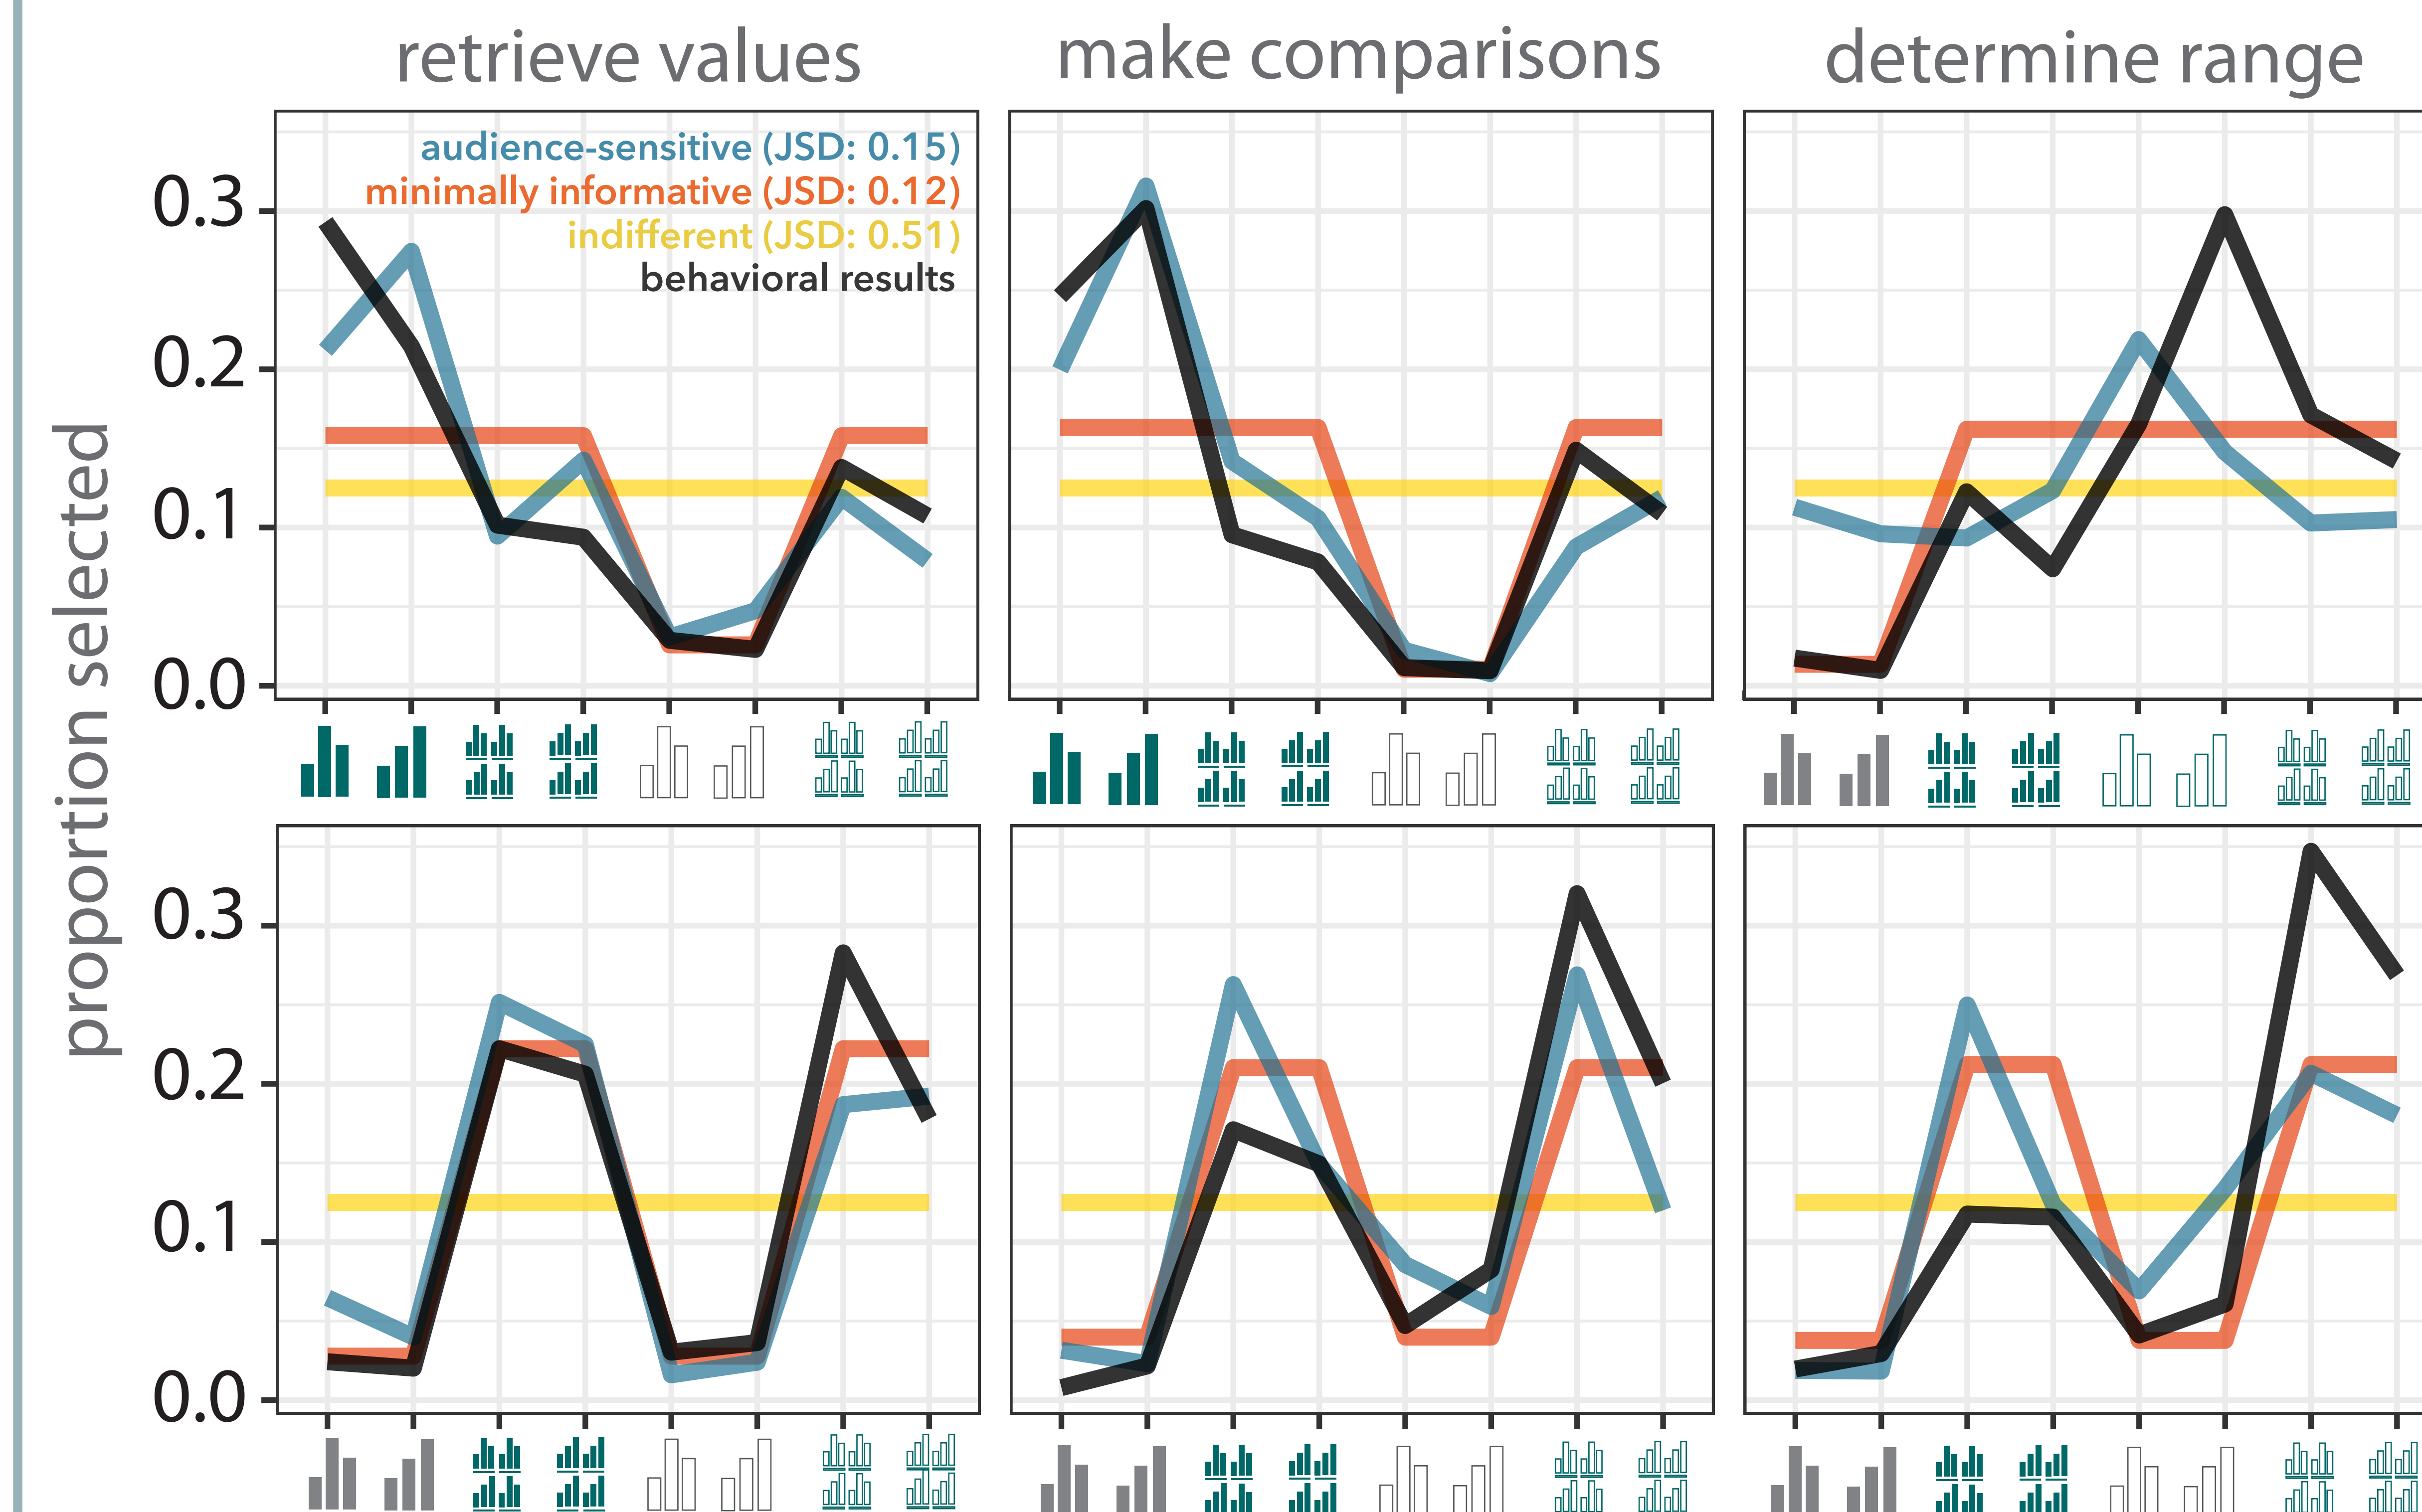 retrieve values
make comparisons
determine range
audience-sensitive (JSD: 0.15)
minimally informative (JSD: 0.12)
indifferent (JSD: 0.51)
behavioral results
proportion selected
0.3
0.2
0.1
0.0
0.3
0.2
0.1
0.0